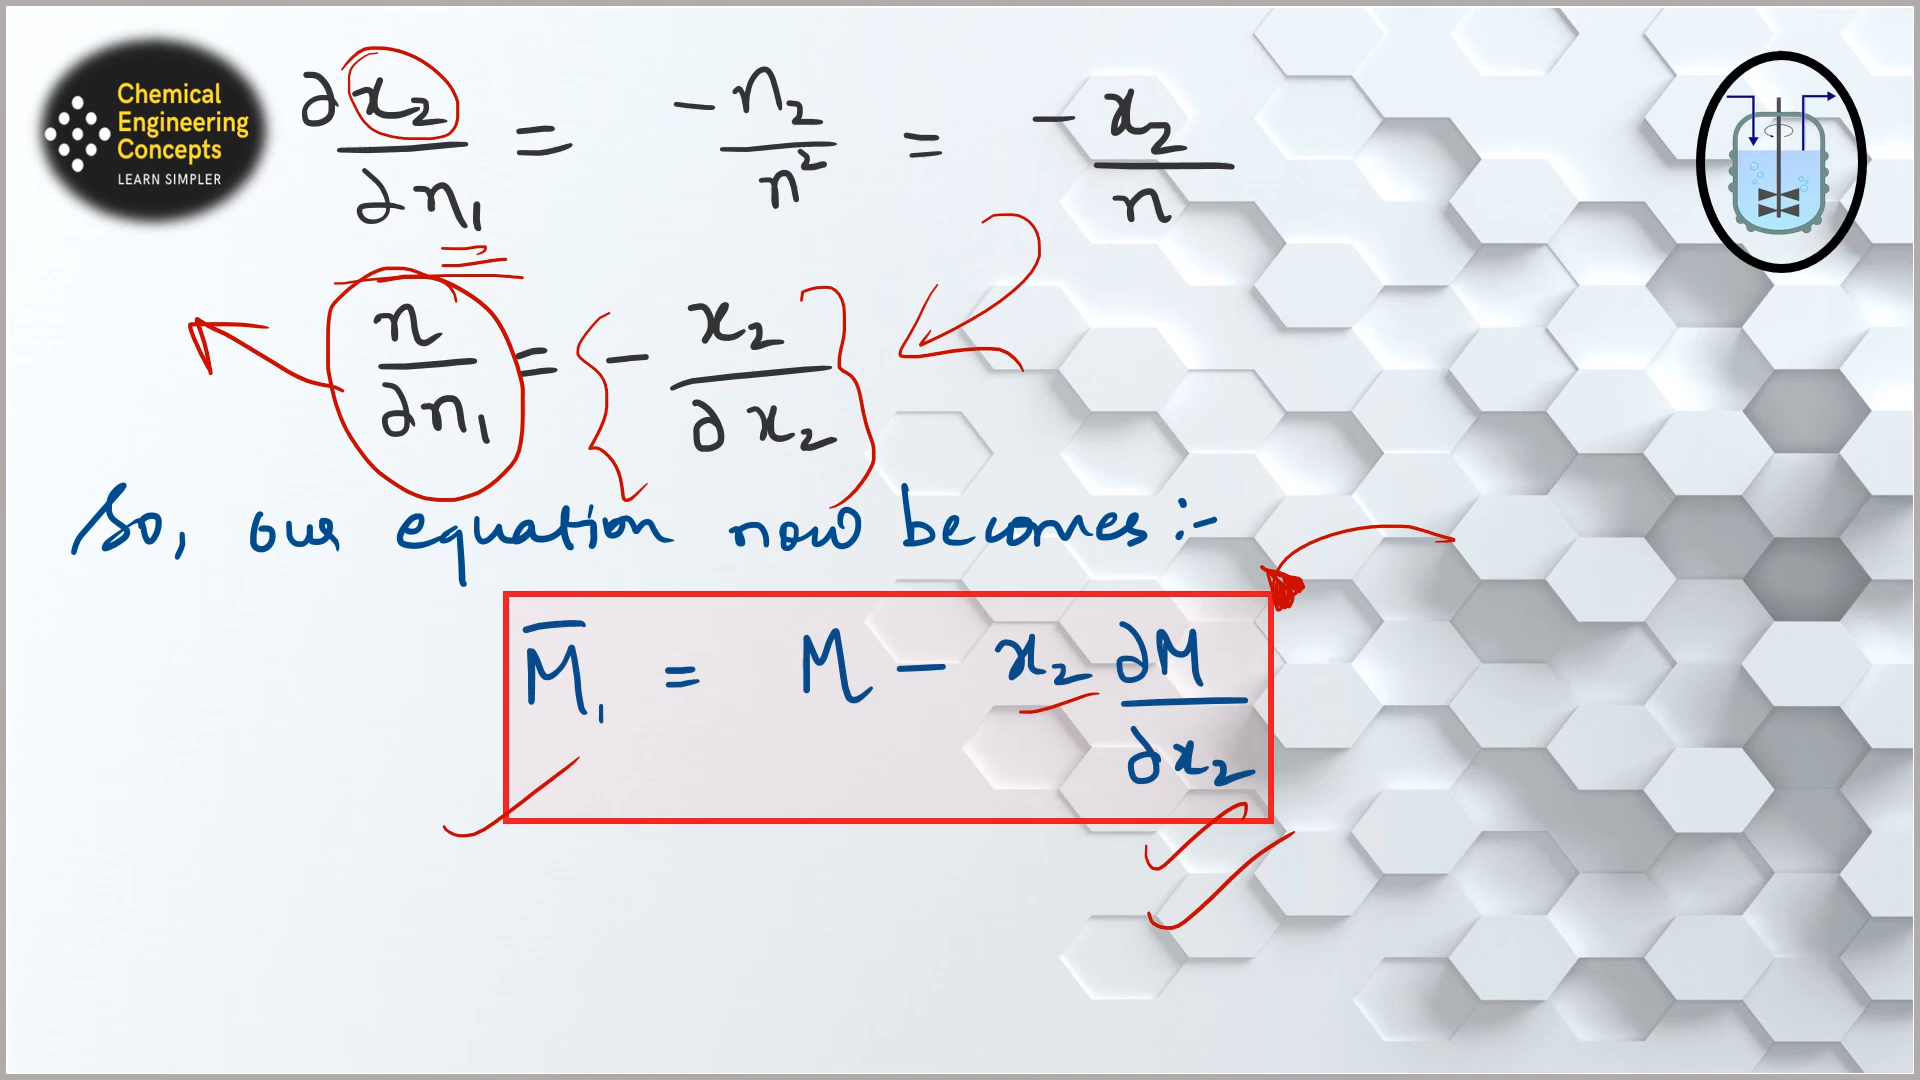 Chemical
Engineering
Concepts
LEARN SIMPLER
∂x₂/∂n₁ = -n₂/n² = -x₂/n
n/∂n₁ = -x₂/∂x₂
So, our equation now becomes :-
M̄₁ = M - x₂ ∂M/∂x₂